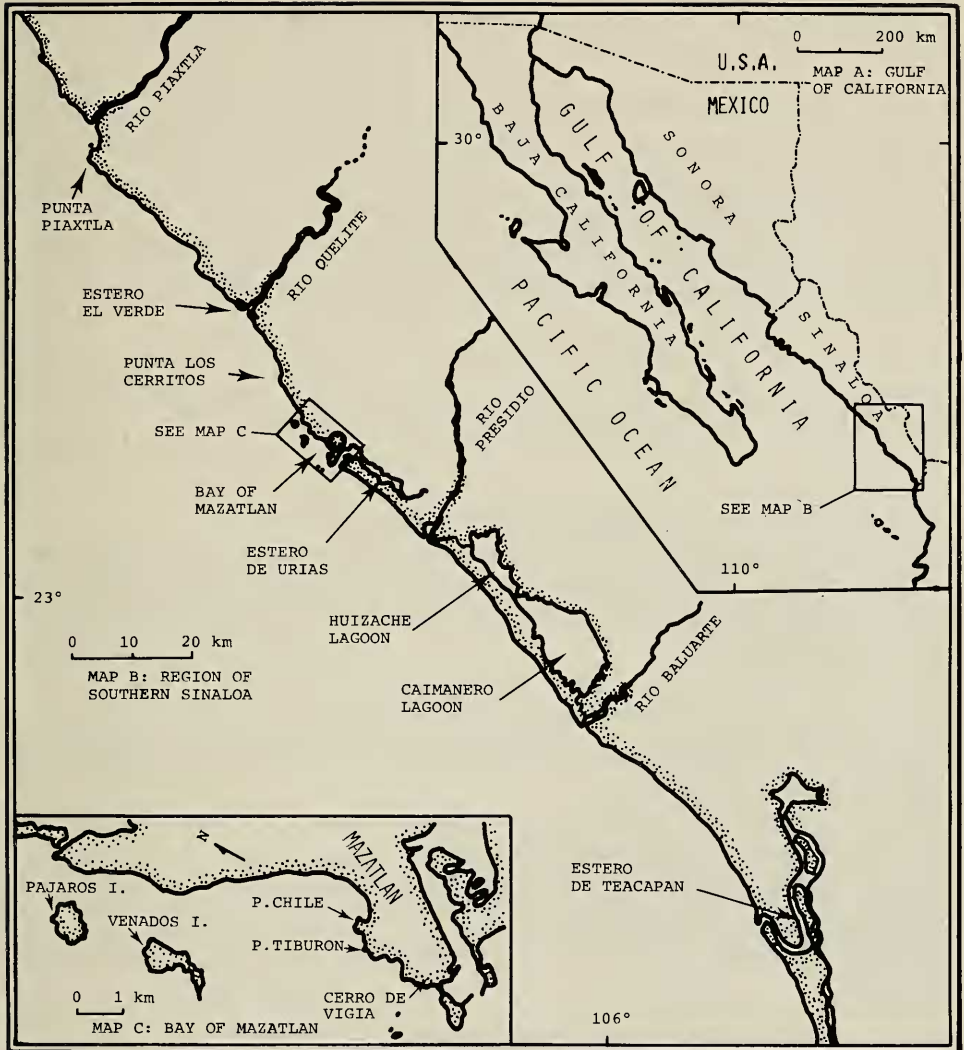 0 200 km
U.S.A.
MAP A: GULF
OF CALIFORNIA
MEXICO
30°
BAJA CALIFORNIA
GULF OF CALIFORNIA
SONORA
SINALOA
PACIFIC OCEAN
SEE MAP B
110°
RIO PIAXTLA
PUNTA
PIAXTLA
RIO QUELITE
ESTERO
EL VERDE
PUNTA LOS
CERRITOS
SEE MAP C
BAY OF
MAZATLAN
RIO
PRESIDIO
ESTERO
DE URIAS
23°
HUIZACHE
LAGOON
0 10 20 km
MAP B: REGION OF
SOUTHERN SINALOA
CAIMANERO
LAGOON
RIO BALUARTE
ESTERO
DE TEACAPAN
106°
N
MAZATLAN
PAJAROS I.
VENADOS I.
P.CHILE
P.TIBURON
CERRO DE
VIGIA
0 1 km
MAP C: BAY OF MAZATLAN